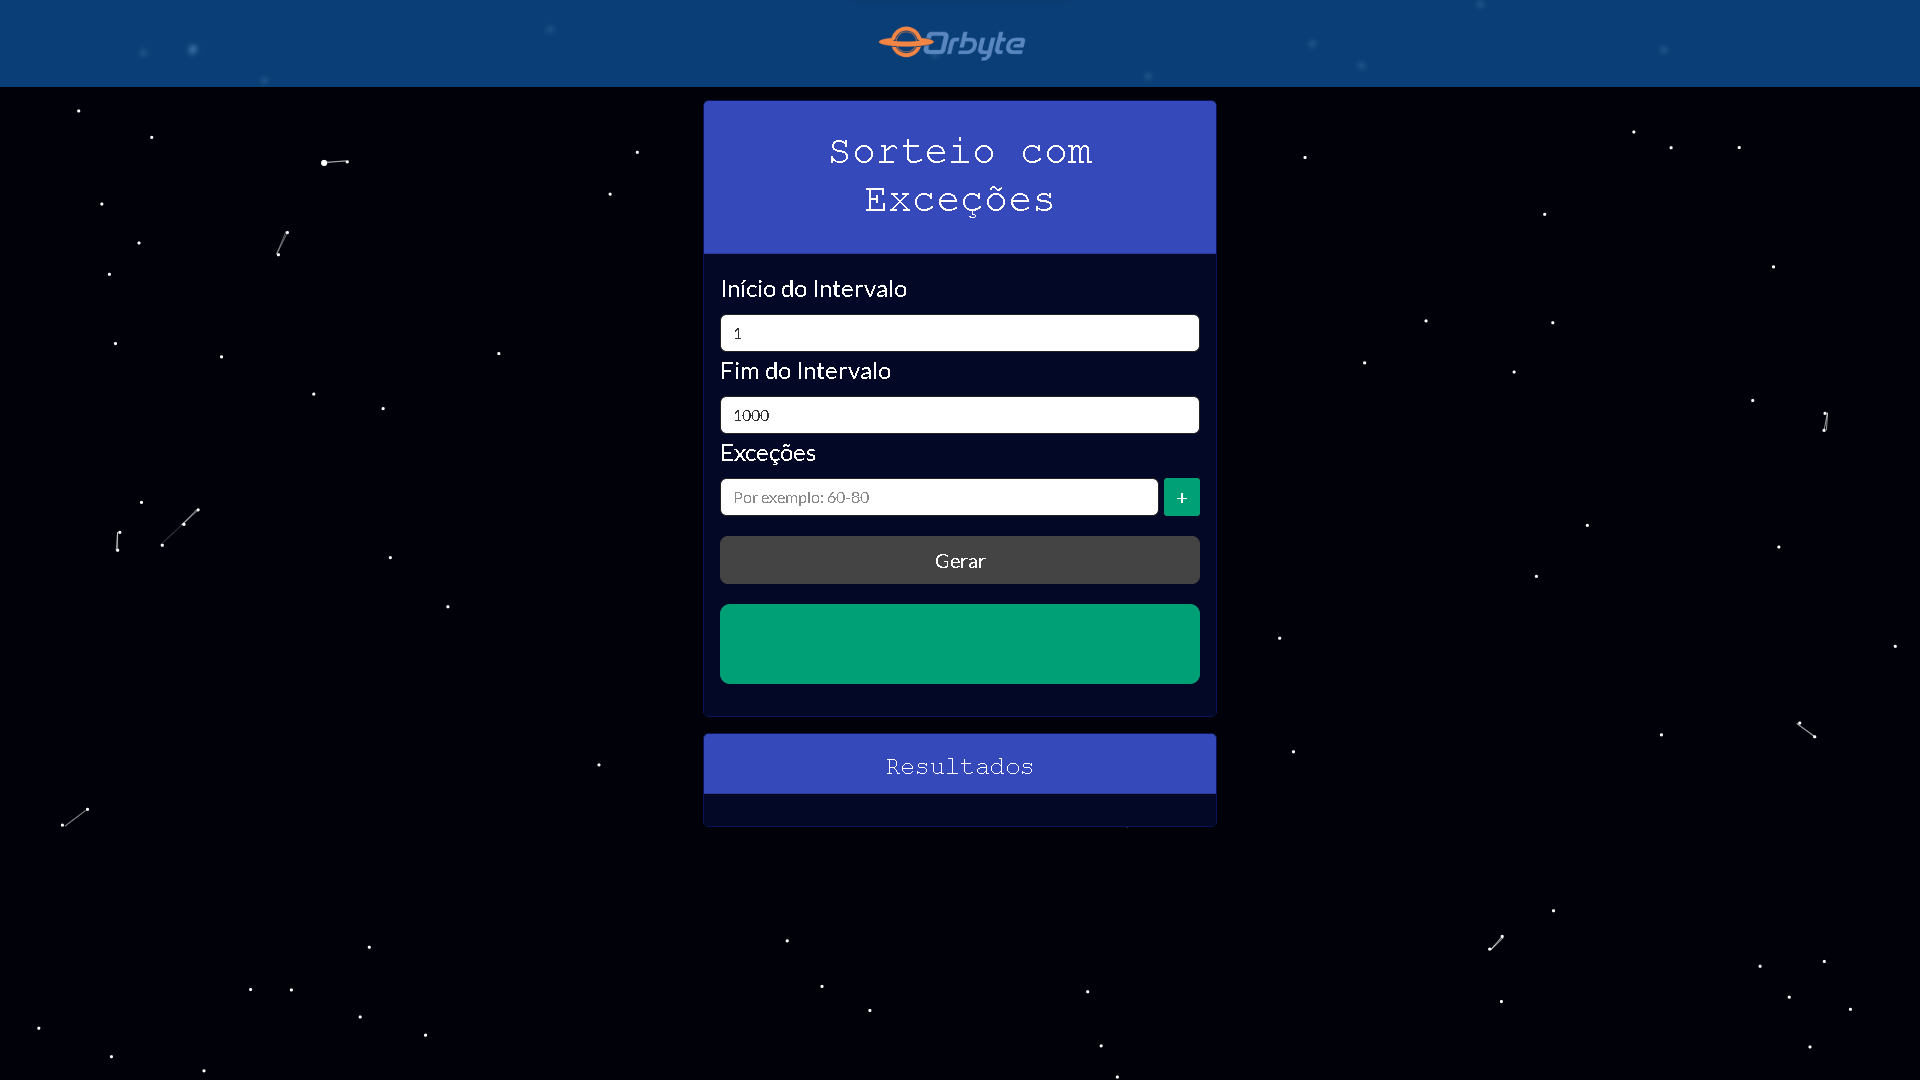 Orbyte
Sorteio com
Exceções
Início do Intervalo
1
Fim do Intervalo
1000
Exceções
Por exemplo: 60-80
+
Gerar
Resultados